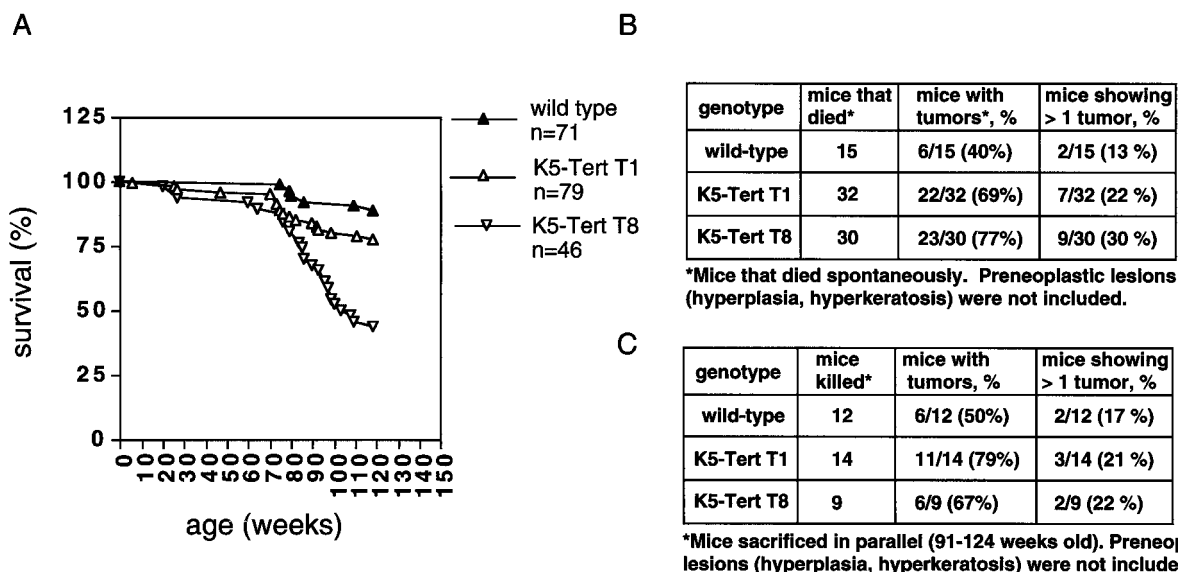 A
survival (%)
125
100
75
50
25
0
0 10 20 30 40 50 60 70 80 90 100 110 120 130 140 150
age (weeks)
wild type
n=71
K5-Tert T1
n=79
K5-Tert T8
n=46
B
genotype mice that died* mice with tumors*, % mice showing > 1 tumor, %
wild-type 15 6/15 (40%) 2/15 (13 %)
K5-Tert T1 32 22/32 (69%) 7/32 (22 %)
K5-Tert T8 30 23/30 (77%) 9/30 (30 %)
*Mice that died spontaneously. Preneoplastic lesions
(hyperplasia, hyperkeratosis) were not included.
C
genotype mice killed* mice with tumors, % mice showing > 1 tumor, %
wild-type 12 6/12 (50%) 2/12 (17 %)
K5-Tert T1 14 11/14 (79%) 3/14 (21 %)
K5-Tert T8 9 6/9 (67%) 2/9 (22 %)
*Mice sacrificed in parallel (91-124 weeks old). Preneop
lesions (hyperplasia, hyperkeratosis) were not include